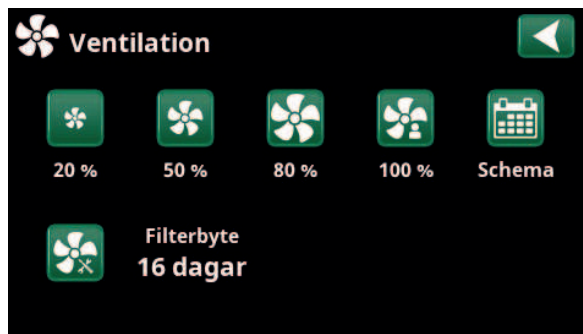 Ventilation
20 %
50 %
80 %
100 %
Schema
Filterbyte
16 dagar